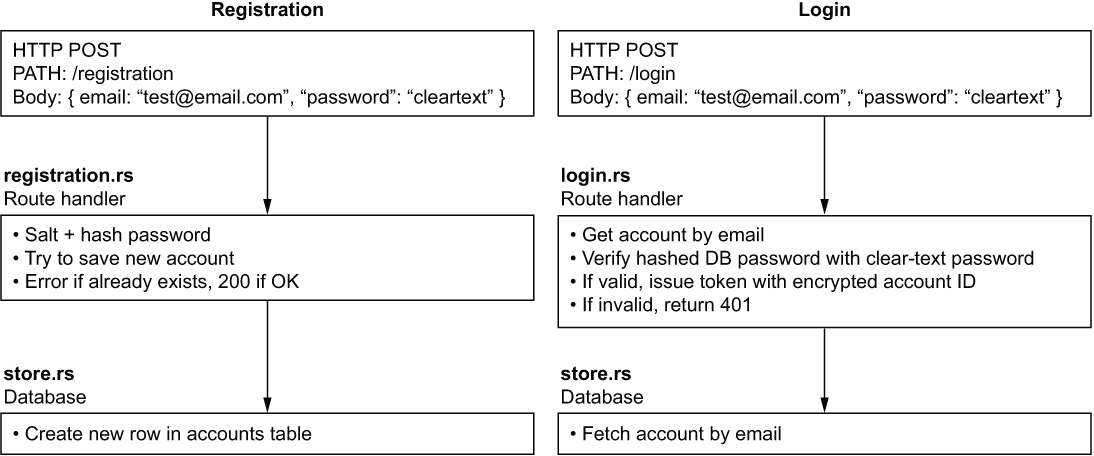 Registration
HTTP POST
PATH: /registration
Body: { email: “test@email.com”, “password”: “cleartext” }
registration.rs
Route handler
• Salt + hash password
• Try to save new account
• Error if already exists, 200 if OK
store.rs
Database
• Create new row in accounts table
Login
HTTP POST
PATH: /login
Body: { email: “test@email.com”, “password”: “cleartext” }
login.rs
Route handler
• Get account by email
• Verify hashed DB password with clear-text password
• If valid, issue token with encrypted account ID
• If invalid, return 401
store.rs
Database
• Fetch account by email